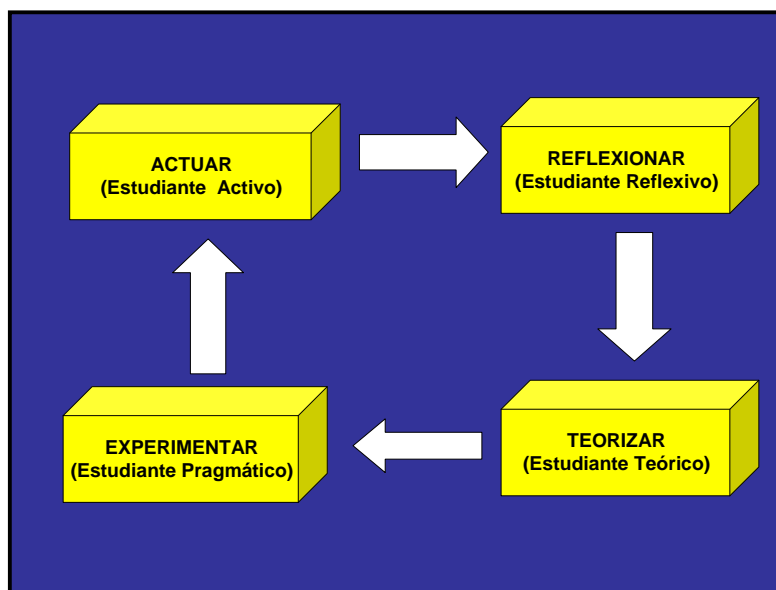 ACTUAR
(Estudiante Activo)
REFLEXIONAR
(Estudiante Reflexivo)
EXPERIMENTAR
(Estudiante Pragmático)
TEORIZAR
(Estudiante Teórico)